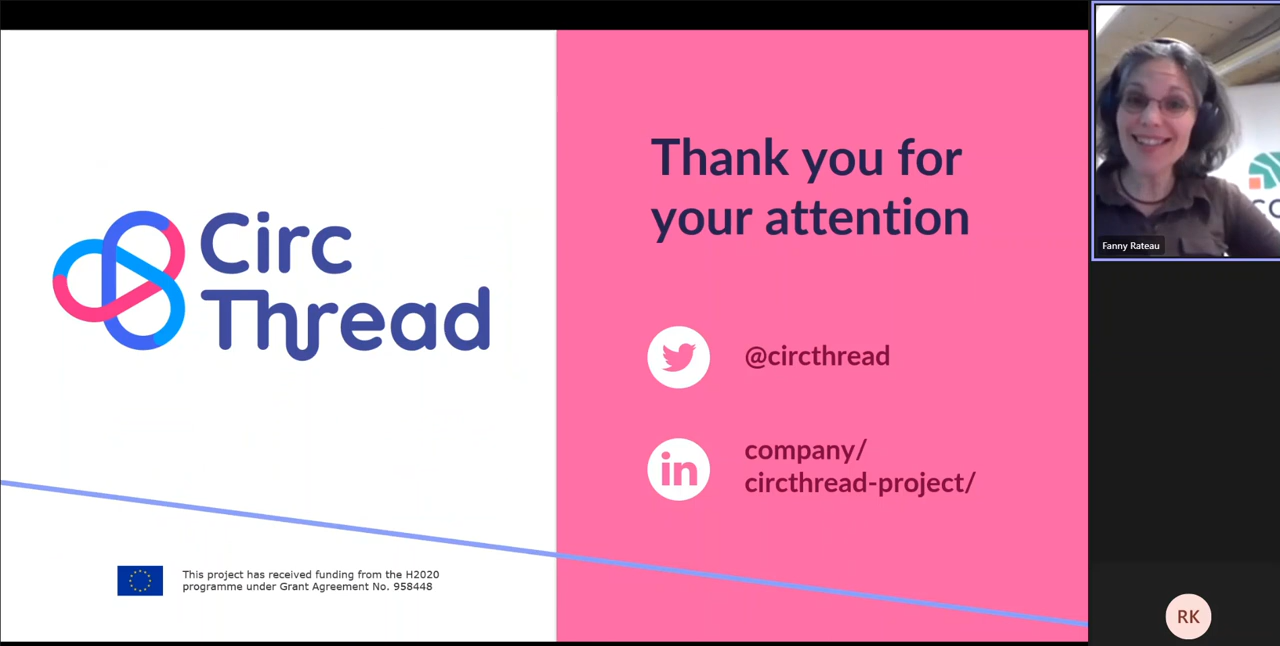 Circ
Thread
Thank you for
your attention
@circthread
in
company/
circthread-project/
This project has received funding from the H2020
programme under Grant Agreement No. 958448
Fanny Rateau
RK